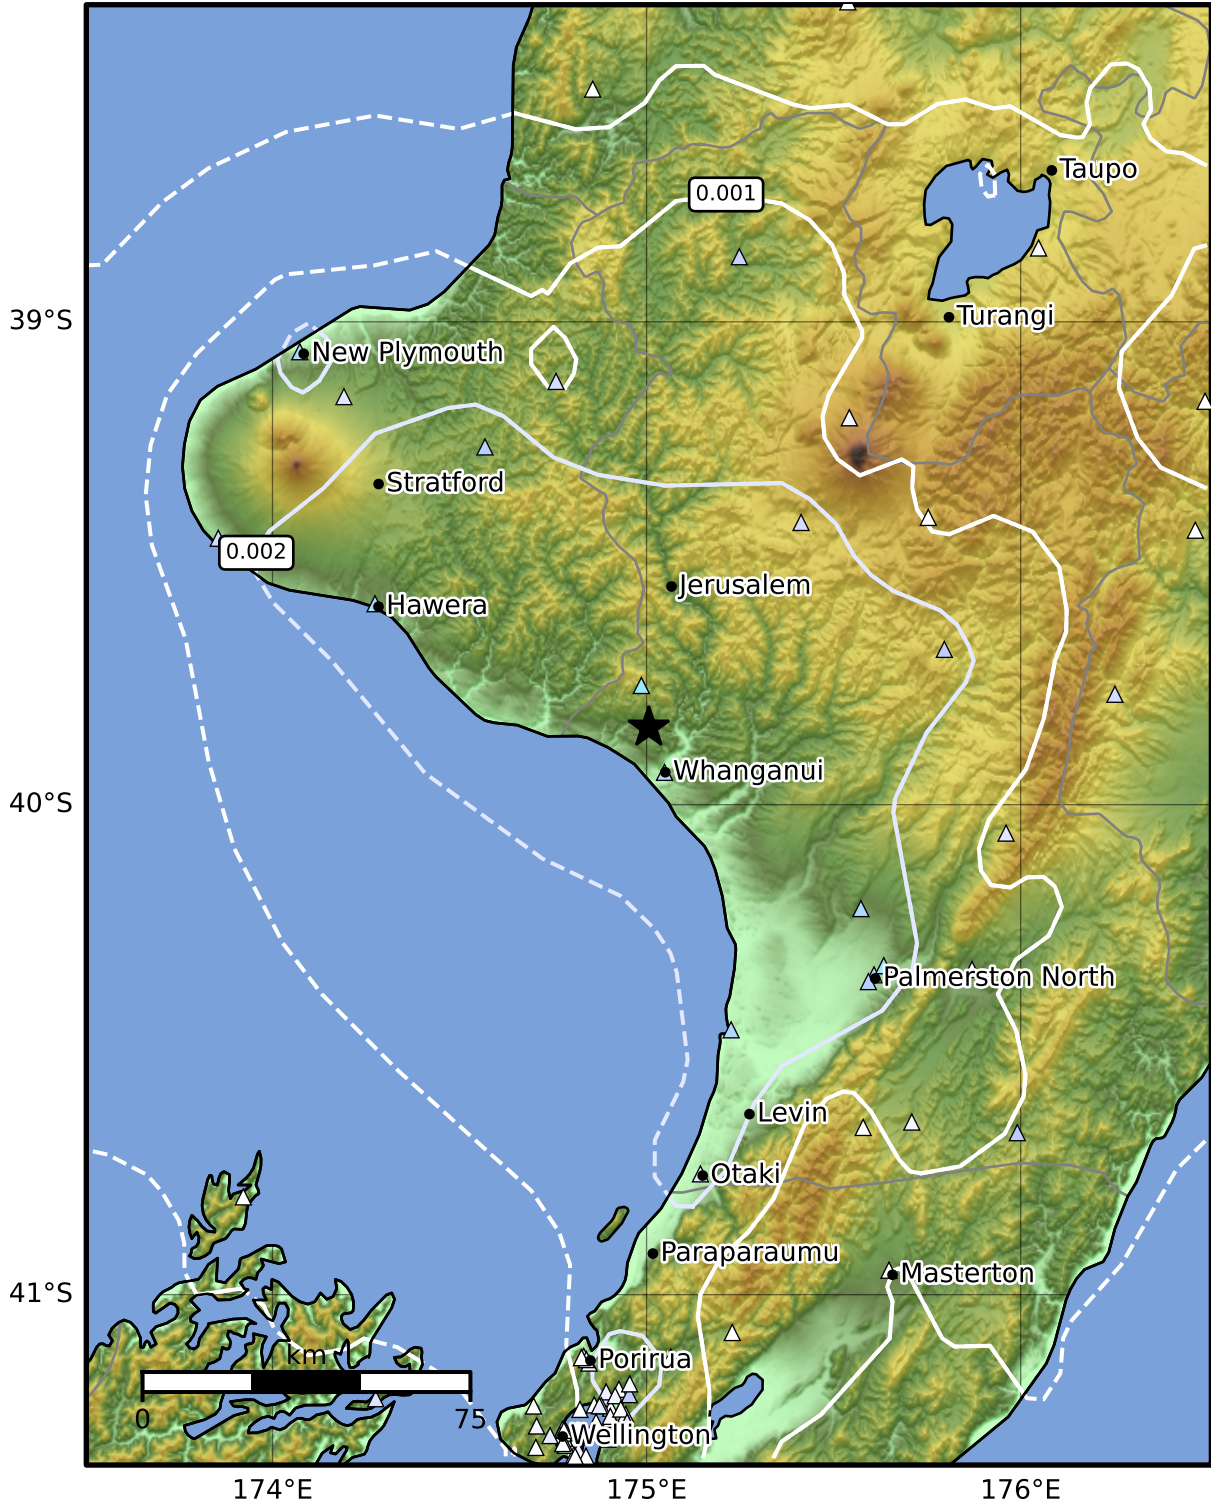 Taupo
0.001
Turangi
39°S
New Plymouth
Stratford
0.002
Jerusalem
Hawera
Whanganui
40°S
Palmerston North
Levin
Otaki
Paraparaumu
Masterton
41°S
km
Porirua
0
75
Wellington
174°E
175°E
176°E